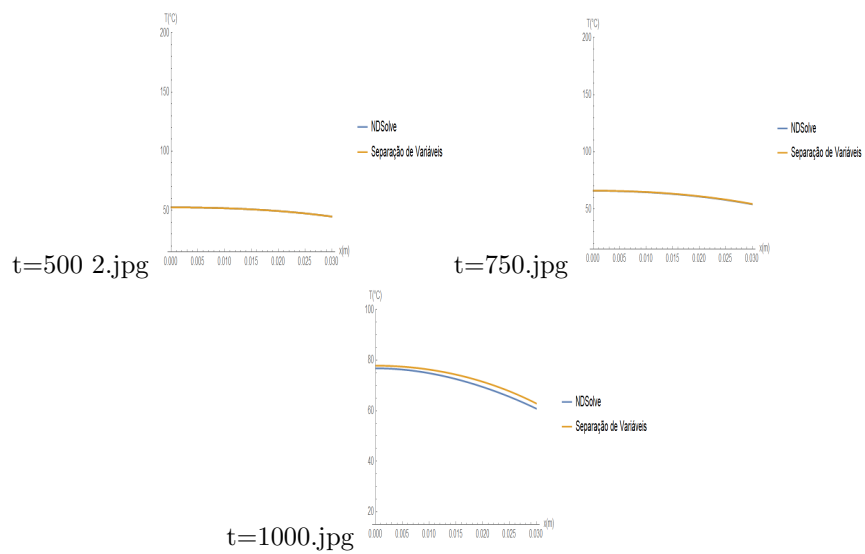 T(°C)
200
150
100
50
x(m)
0.000 0.005 0.010 0.015 0.020 0.025 0.030
NDSolve
Separação de Variáveis
t=500 2.jpg
T(°C)
200
150
100
50
x(m)
0.000 0.005 0.010 0.015 0.020 0.025 0.030
NDSolve
Separação de Variáveis
t=750.jpg
T(°C)
100
80
60
40
20
x(m)
0.000 0.005 0.010 0.015 0.020 0.025 0.030
NDSolve
Separação de Variáveis
t=1000.jpg